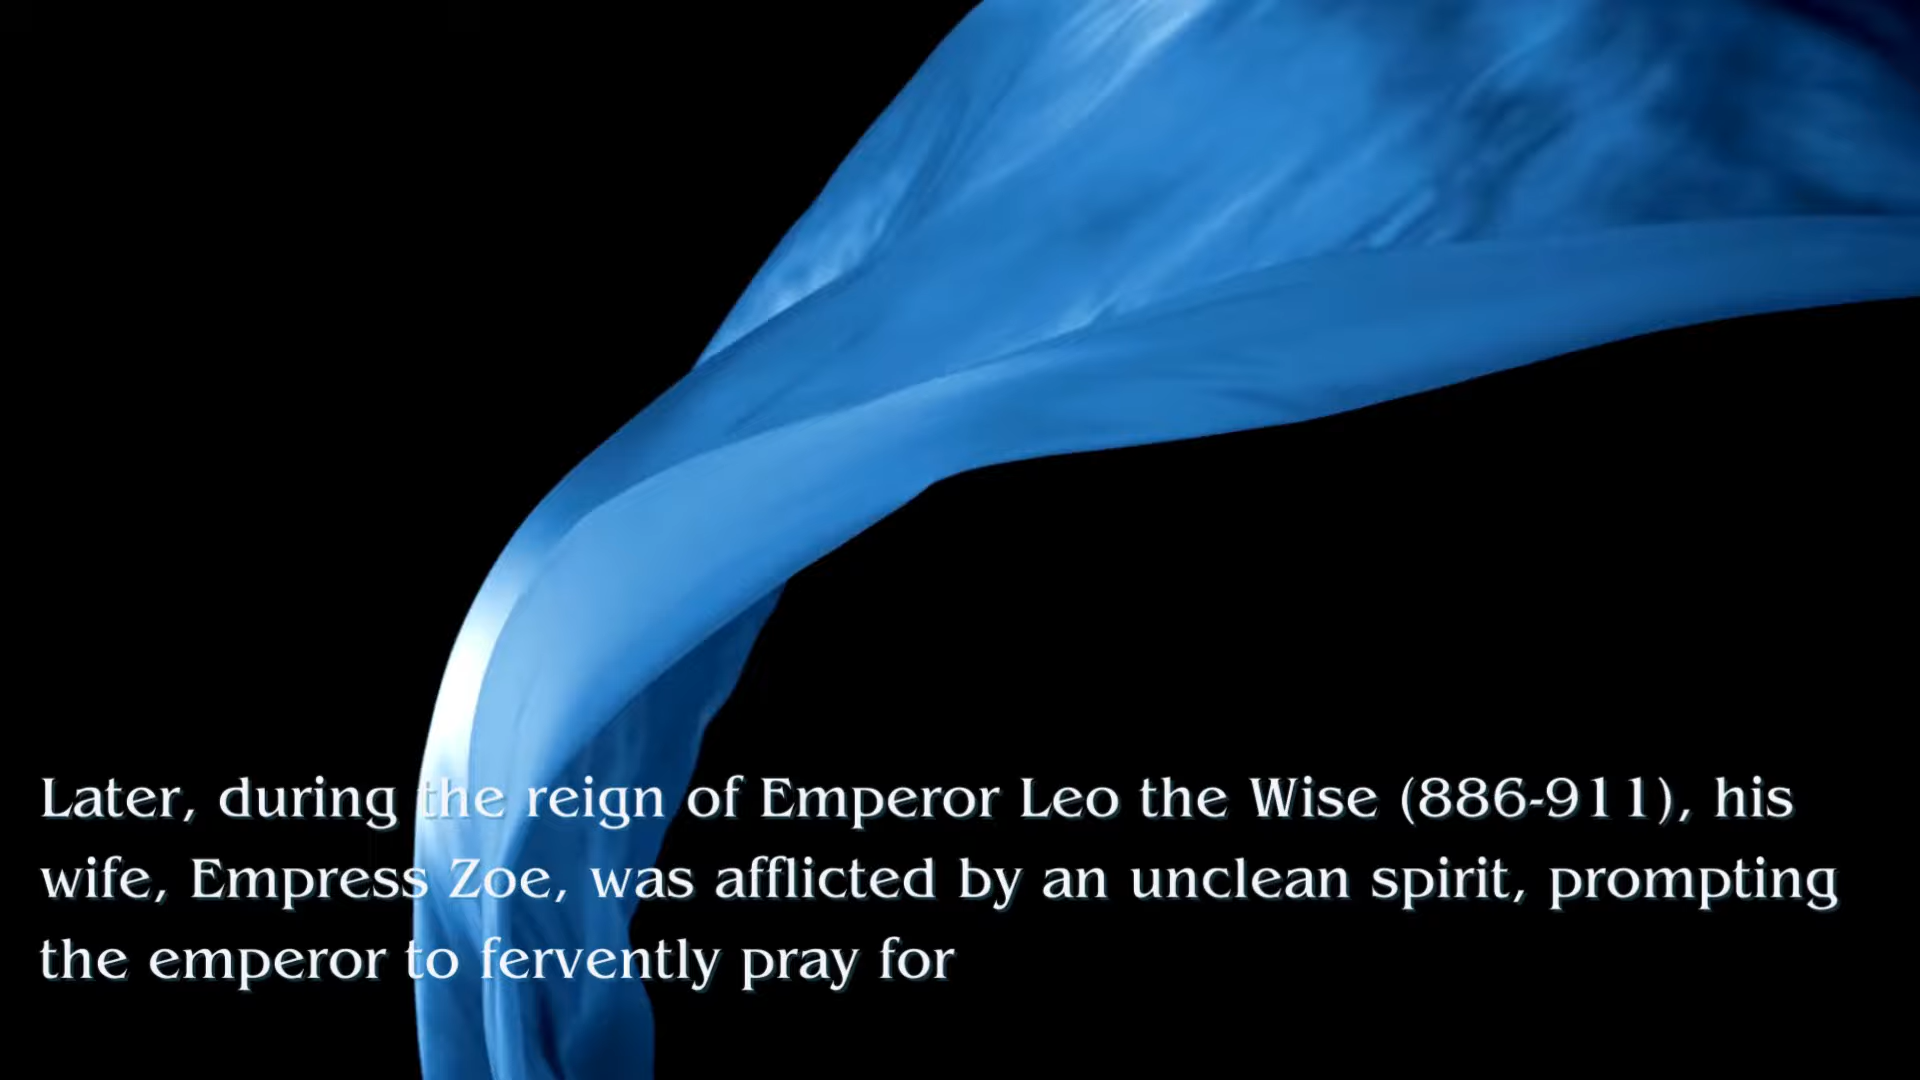 Later, during the reign of Emperor Leo the Wise (886-911), his
wife, Empress Zoe, was afflicted by an unclean spirit, prompting
the emperor to fervently pray for